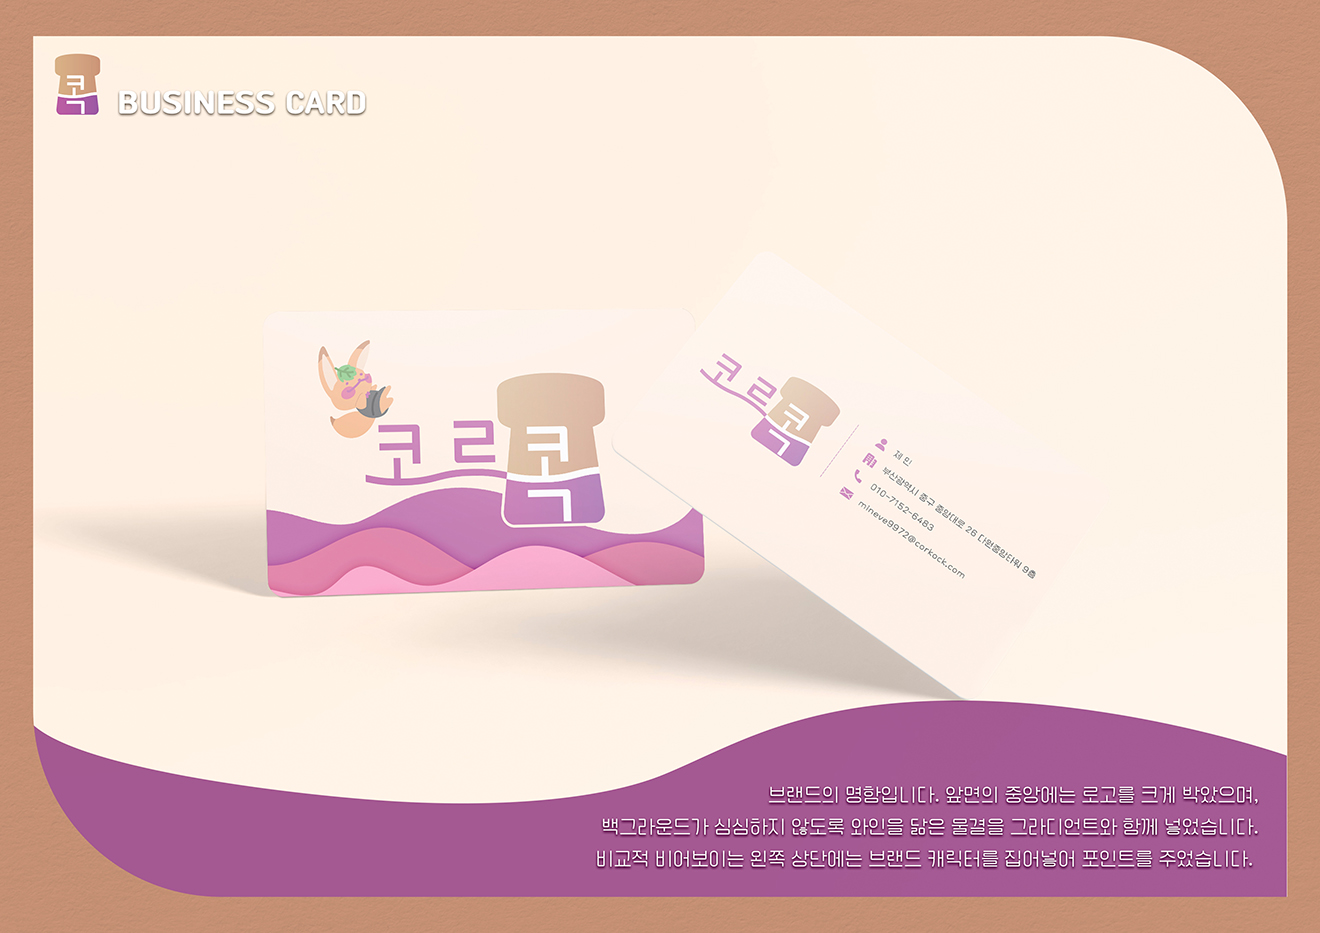 콕
BUSINESS CARD
코르콕
코르콕
제 민
부산광역시 중구 중앙대로 26 다원중앙타워 9층
010-7152-6483
mineve9972@corkock.com
브랜드의 명함입니다. 앞면의 중앙에는 로고를 크게 박았으며,
백그라운드가 심심하지 않도록 와인을 닮은 물결을 그라디언트와 함께 넣었습니다.
비교적 비어보이는 왼쪽 상단에는 브랜드 캐릭터를 집어넣어 포인트를 주었습니다.